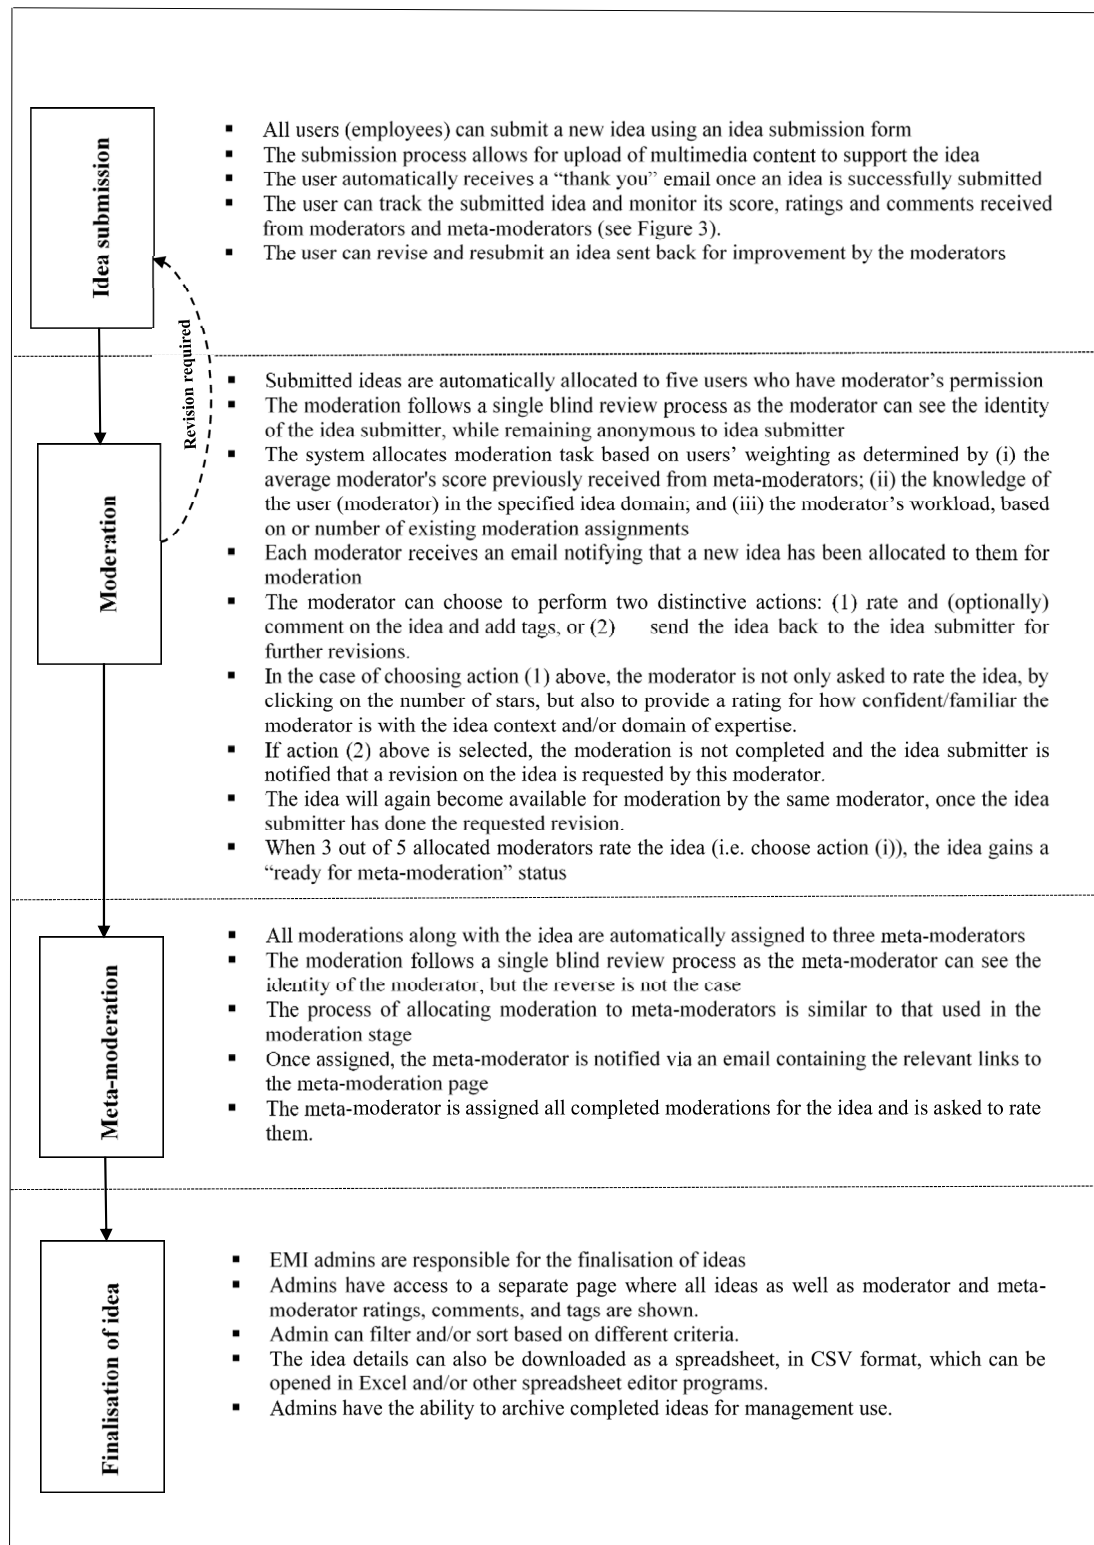 Idea submission
▪ All users (employees) can submit a new idea using an idea submission form
▪ The submission process allows for upload of multimedia content to support the idea
▪ The user automatically receives a “thank you” email once an idea is successfully submitted
▪ The user can track the submitted idea and monitor its score, ratings and comments received
from moderators and meta-moderators (see Figure 3).
▪ The user can revise and resubmit an idea sent back for improvement by the moderators
Revision required
Moderation
▪ Submitted ideas are automatically allocated to five users who have moderator’s permission
▪ The moderation follows a single blind review process as the moderator can see the identity
of the idea submitter, while remaining anonymous to idea submitter
▪ The system allocates moderation task based on users’ weighting as determined by (i) the
average moderator's score previously received from meta-moderators; (ii) the knowledge of
the user (moderator) in the specified idea domain; and (iii) the moderator’s workload, based
on or number of existing moderation assignments
▪ Each moderator receives an email notifying that a new idea has been allocated to them for
moderation
▪ The moderator can choose to perform two distinctive actions: (1) rate and (optionally)
comment on the idea and add tags, or (2) send the idea back to the idea submitter for
further revisions.
▪ In the case of choosing action (1) above, the moderator is not only asked to rate the idea, by
clicking on the number of stars, but also to provide a rating for how confident/familiar the
moderator is with the idea context and/or domain of expertise.
▪ If action (2) above is selected, the moderation is not completed and the idea submitter is
notified that a revision on the idea is requested by this moderator.
▪ The idea will again become available for moderation by the same moderator, once the idea
submitter has done the requested revision.
▪ When 3 out of 5 allocated moderators rate the idea (i.e. choose action (i)), the idea gains a
“ready for meta-moderation” status
Meta-moderation
▪ All moderations along with the idea are automatically assigned to three meta-moderators
▪ The moderation follows a single blind review process as the meta-moderator can see the
identity of the moderator, but the reverse is not the case
▪ The process of allocating moderation to meta-moderators is similar to that used in the
moderation stage
▪ Once assigned, the meta-moderator is notified via an email containing the relevant links to
the meta-moderation page
▪ The meta-moderator is assigned all completed moderations for the idea and is asked to rate
them.
Finalisation of idea
▪ EMI admins are responsible for the finalisation of ideas
▪ Admins have access to a separate page where all ideas as well as moderator and meta-
moderator ratings, comments, and tags are shown.
▪ Admin can filter and/or sort based on different criteria.
▪ The idea details can also be downloaded as a spreadsheet, in CSV format, which can be
opened in Excel and/or other spreadsheet editor programs.
▪ Admins have the ability to archive completed ideas for management use.